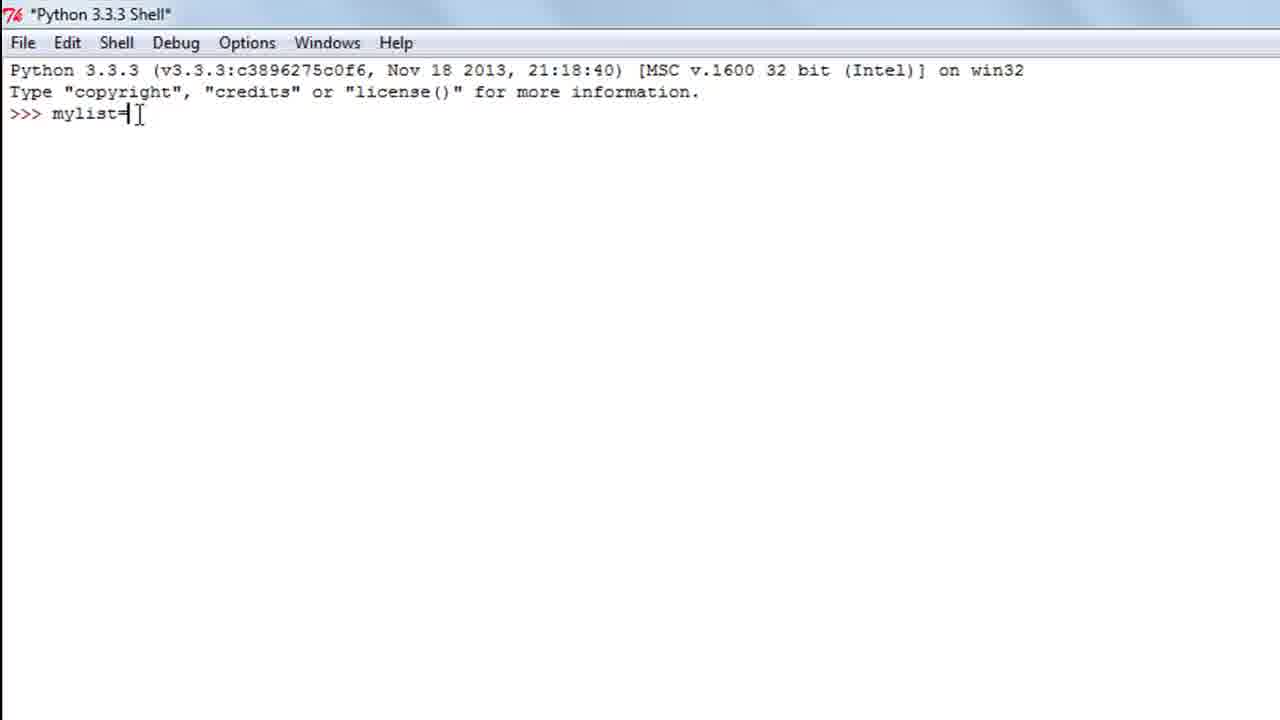 *Python 3.3.3 Shell*
File Edit Shell Debug Options Windows Help
Python 3.3.3 (v3.3.3:c3896275c0f6, Nov 18 2013, 21:18:40) [MSC v.1600 32 bit (Intel)] on win32
Type "copyright", "credits" or "license()" for more information.
>>> mylist=